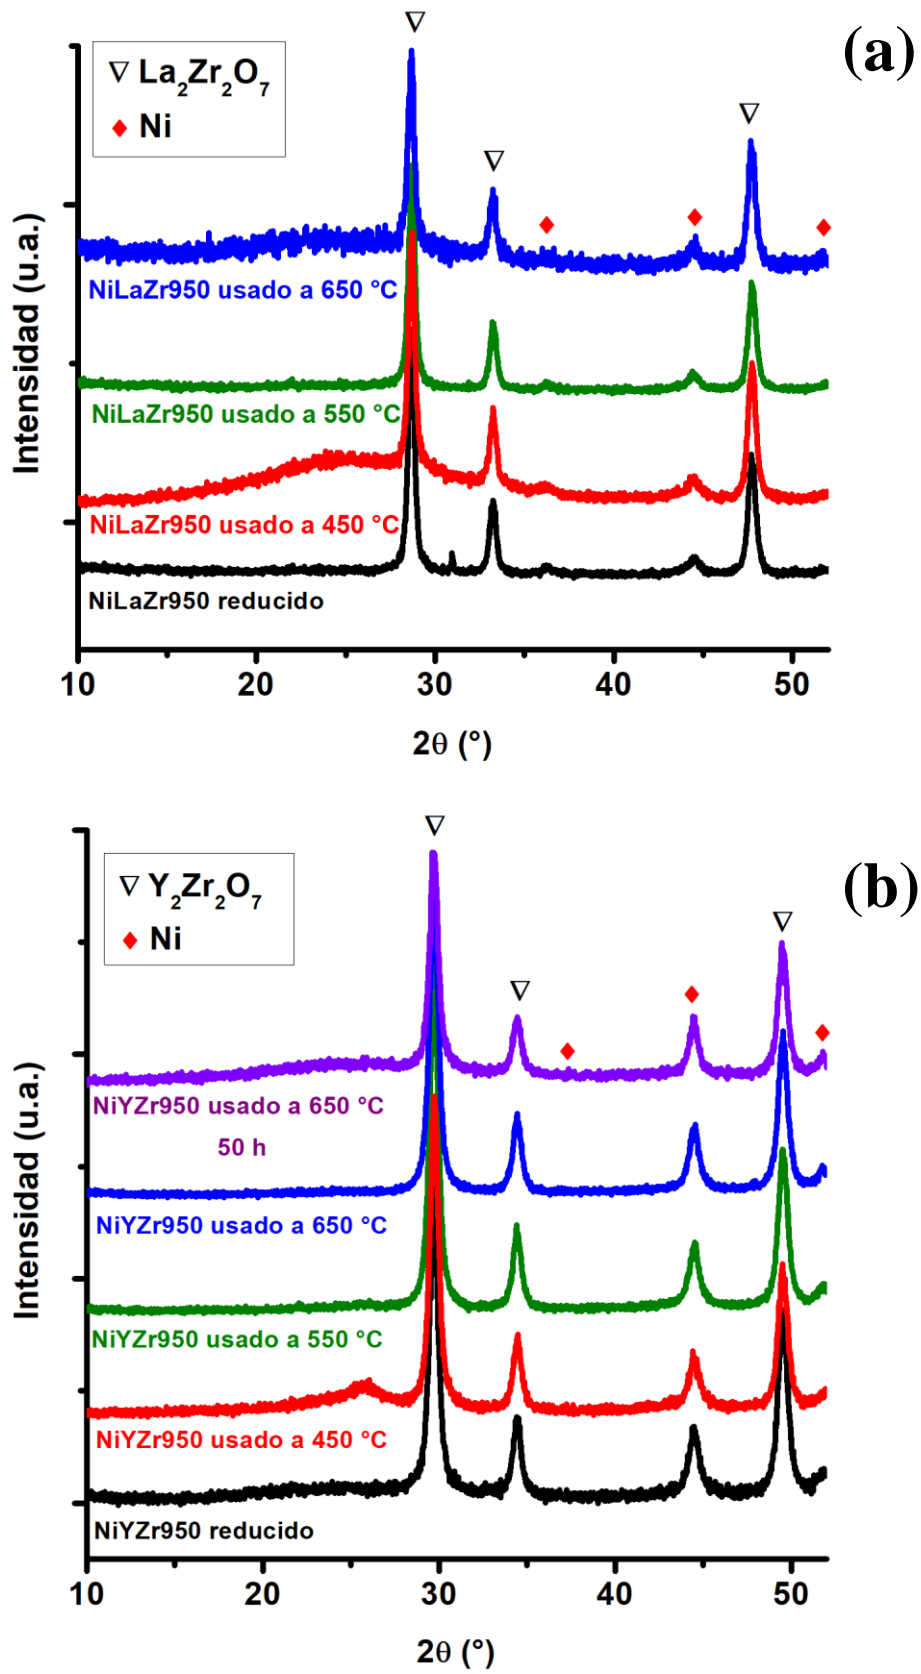 (a)
▽ La₂Zr₂O₇
♦ Ni
Intensidad (u.a.)
NiLaZr950 usado a 650 °C
NiLaZr950 usado a 550 °C
NiLaZr950 usado a 450 °C
NiLaZr950 reducido
10 20 30 40 50
2θ (°)
(b)
▽ Y₂Zr₂O₇
♦ Ni
Intensidad (u.a.)
NiYZr950 usado a 650 °C
50 h
NiYZr950 usado a 650 °C
NiYZr950 usado a 550 °C
NiYZr950 usado a 450 °C
NiYZr950 reducido
10 20 30 40 50
2θ (°)